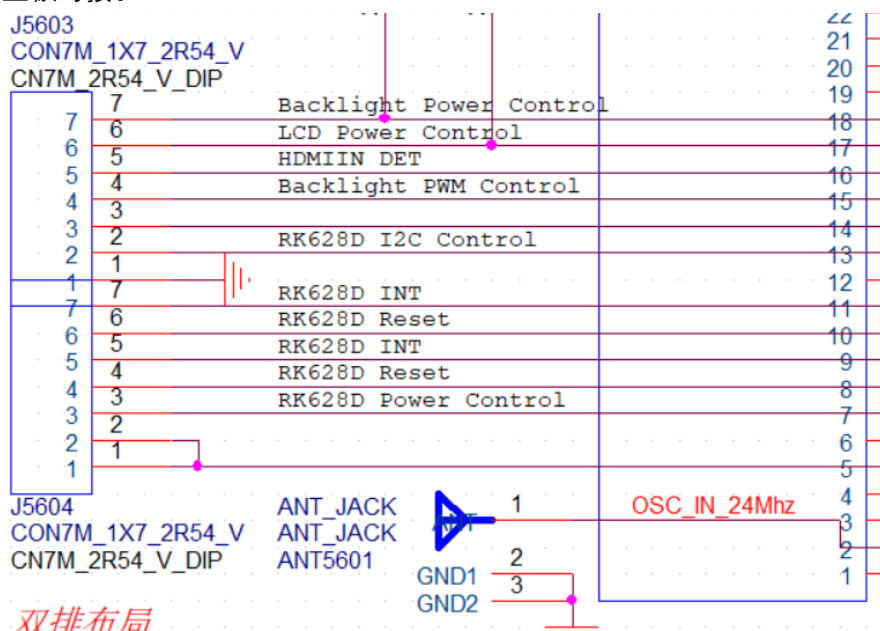 J5603
CON7M_1X7_2R54_V
CN7M_2R54_V_DIP
7 7 Backlight Power Control 18
6 6 LCD Power Control 17
5 5 HDMIIN DET 16
4 4 Backlight PWM Control 15
3 3 14
2 2 RK628D I2C Control 13
1 1 12
7 7 RK628D INT 11
6 6 RK628D Reset 10
5 5 RK628D INT 9
4 4 RK628D Reset 8
3 3 RK628D Power Control 7
2 2 6
1 1 5
22
21
20
19
4
3
2
1
J5604
CON7M_1X7_2R54_V
CN7M_2R54_V_DIP
ANT_JACK
ANT_JACK
ANT5601
ANT 1 OSC_IN_24Mhz
GND1 2
GND2 3
双排布局